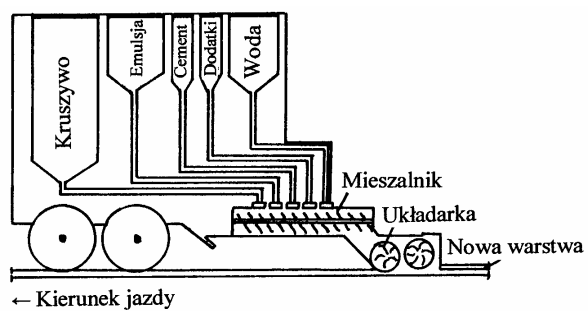 Kruszywo
Emulsja
Cement
Dodatki
Woda
Mieszalnik
Układarka
Nowa warstwa
← Kierunek jazdy